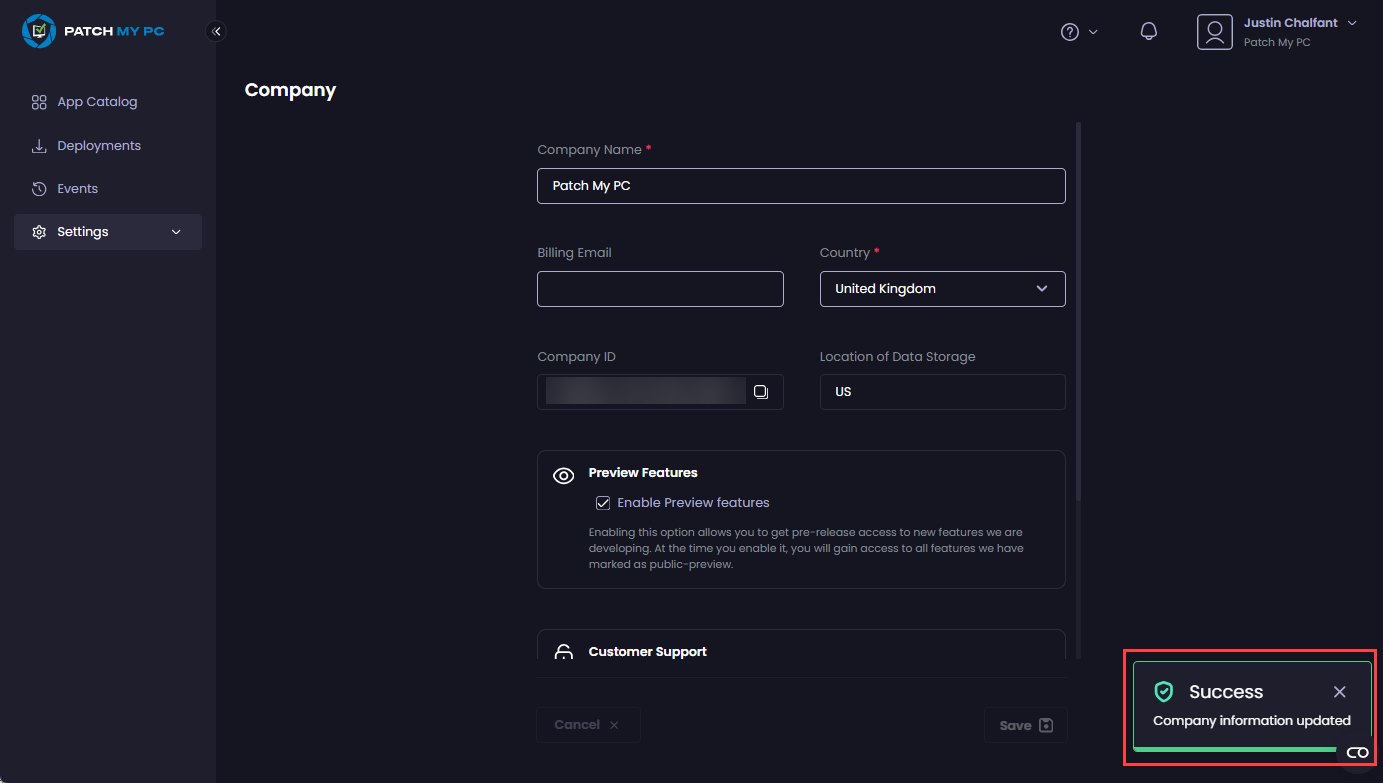 PATCH MY PC
Justin Chalfant
Patch My PC
App Catalog
Deployments
Events
Settings
Company
Company Name *
Patch My PC
Billing Email
Country *
United Kingdom
Company ID
Location of Data Storage
US
Preview Features
Enable Preview features
Enabling this option allows you to get pre-release access to new features we are
developing. At the time you enable it, you will gain access to all features we have
marked as public-preview.
Customer Support
Cancel
Save
Success
Company information updated